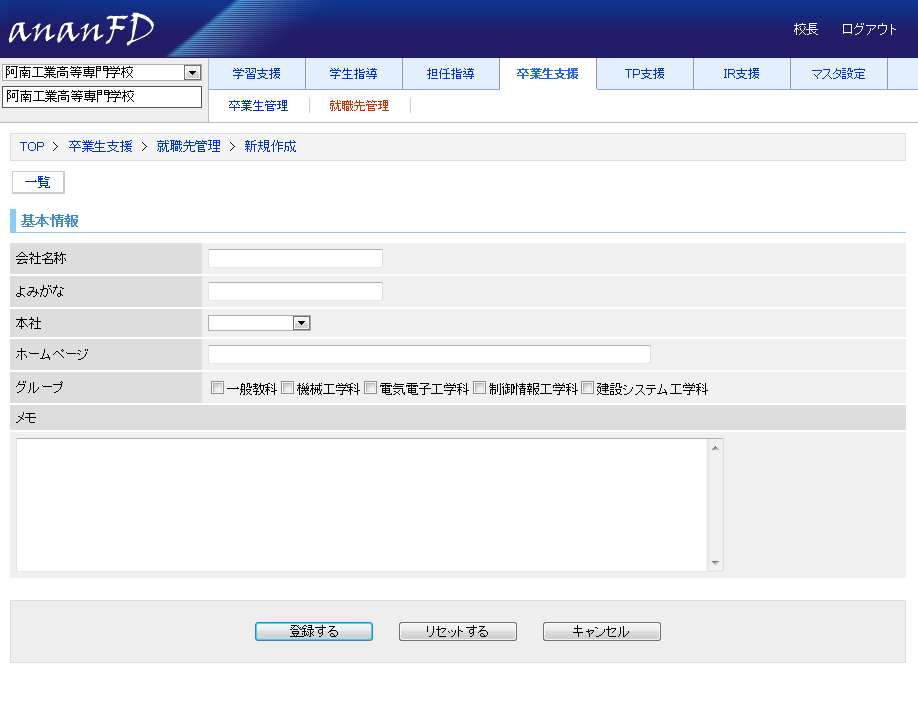 ananFD
校長 ログアウト
阿南工業高等専門学校
阿南工業高等専門学校
学習支援 学生指導 担任指導 卒業生支援 TP支援 IR支援 マスタ設定
卒業生管理 就職先管理
TOP > 卒業生支援 > 就職先管理 > 新規作成
一覧
基本情報
会社名称
よみがな
本社
ホームページ
グループ 一般教科 機械工学科 電気電子工学科 制御情報工学科 建設システム工学科
メモ
登録する リセットする キャンセル